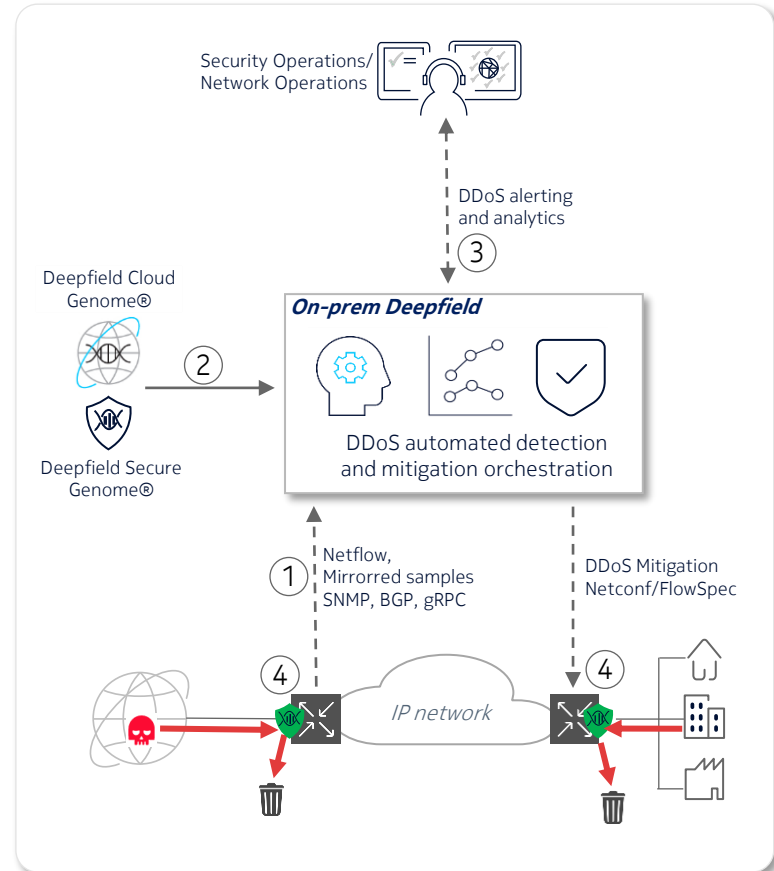 Security Operations/
Network Operations
DDoS alerting
and analytics
3
Deepfield Cloud
Genome®
2
Deepfield Secure
Genome®
On-prem Deepfield
DDoS automated detection
and mitigation orchestration
1
Netflow,
Mirrorred samples
SNMP, BGP, gRPC
DDoS Mitigation
Netconf/FlowSpec
4
IP network
4